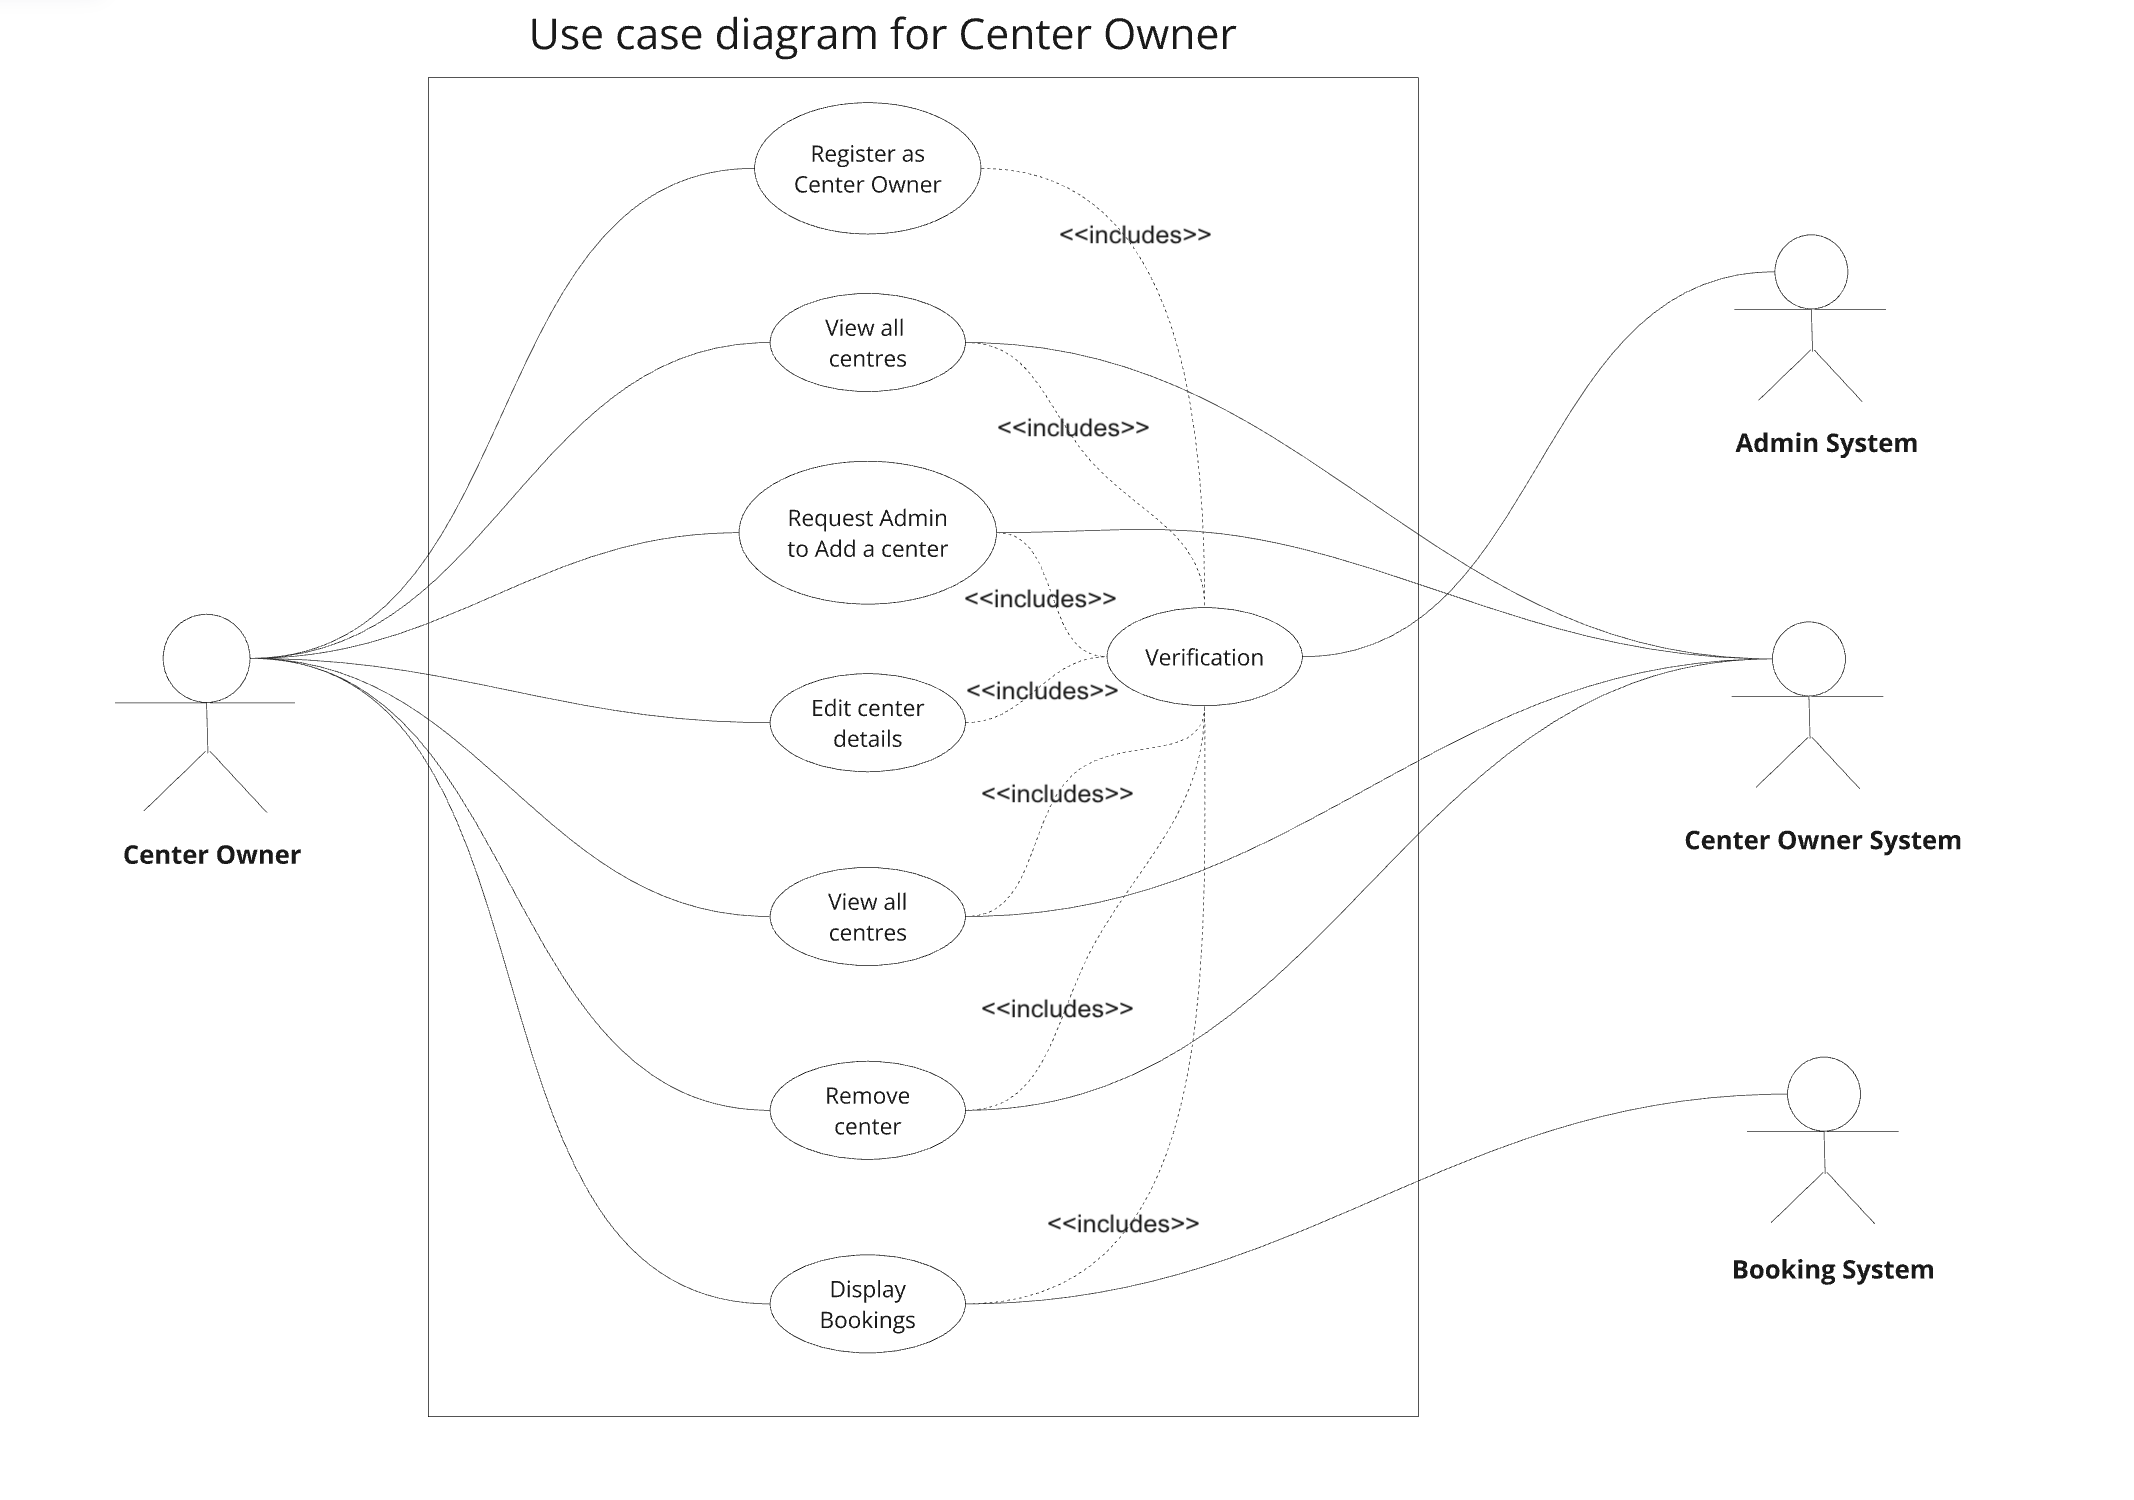 Use case diagram for Center Owner
Register as
Center Owner
<<includes>>
View all
centres
<<includes>>
Admin System
Request Admin
to Add a center
<<includes>>
Verification
<<includes>>
Edit center
details
<<includes>>
Center Owner
Center Owner System
View all
centres
<<includes>>
Remove
center
<<includes>>
Display
Bookings
Booking System